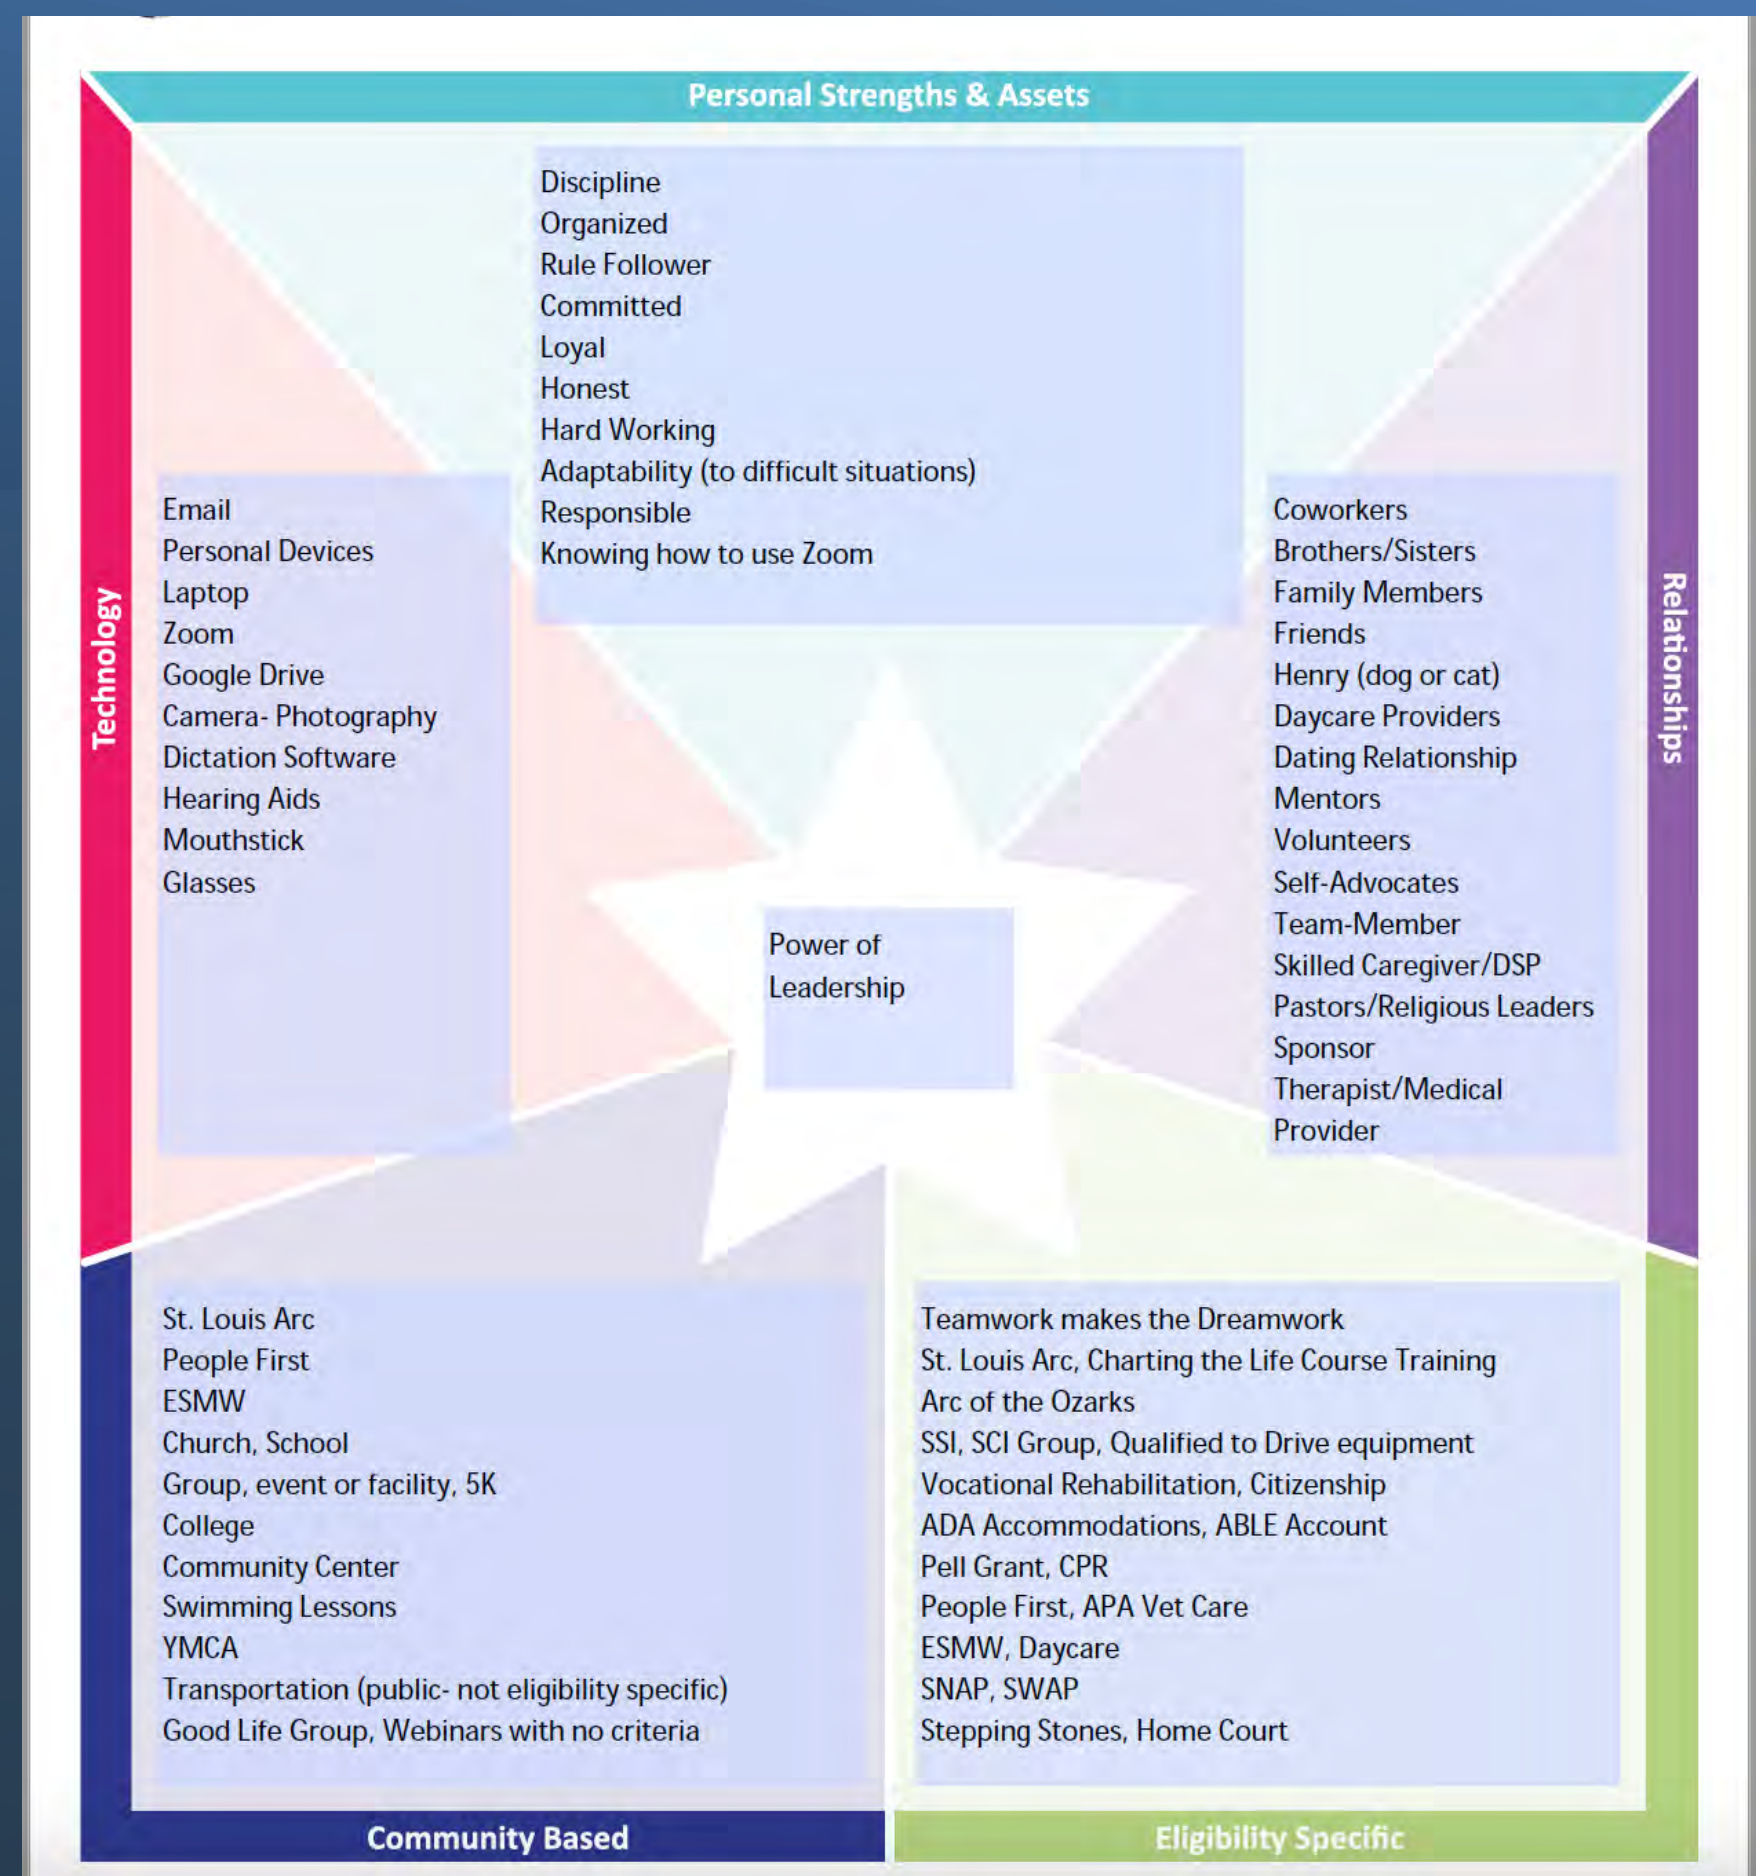 Personal Strengths & Assets
Discipline
Organized
Rule Follower
Committed
Loyal
Honest
Hard Working
Adaptability (to difficult situations)
Responsible
Knowing how to use Zoom
Technology
Email
Personal Devices
Laptop
Zoom
Google Drive
Camera- Photography
Dictation Software
Hearing Aids
Mouthstick
Glasses
Relationships
Coworkers
Brothers/Sisters
Family Members
Friends
Henry (dog or cat)
Daycare Providers
Dating Relationship
Mentors
Volunteers
Self-Advocates
Team-Member
Skilled Caregiver/DSP
Pastors/Religious Leaders
Sponsor
Therapist/Medical
Provider
Power of
Leadership
St. Louis Arc
People First
ESMW
Church, School
Group, event or facility, 5K
College
Community Center
Swimming Lessons
YMCA
Transportation (public- not eligibility specific)
Good Life Group, Webinars with no criteria
Community Based
Teamwork makes the Dreamwork
St. Louis Arc, Charting the Life Course Training
Arc of the Ozarks
SSI, SCI Group, Qualified to Drive equipment
Vocational Rehabilitation, Citizenship
ADA Accommodations, ABLE Account
Pell Grant, CPR
People First, APA Vet Care
ESMW, Daycare
SNAP, SWAP
Stepping Stones, Home Court
Eligibility Specific